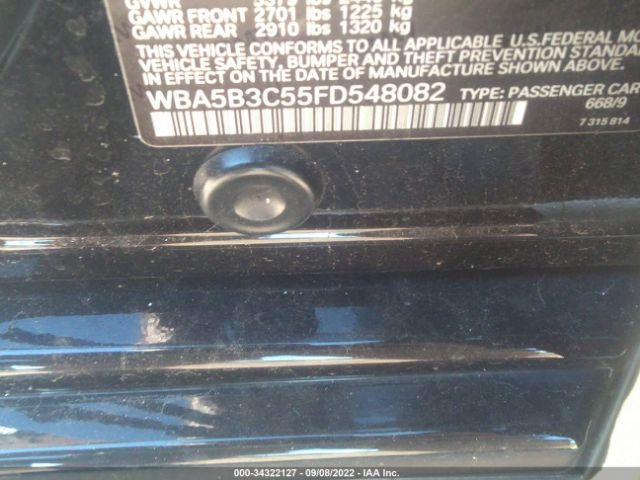 GAWR FRONT 2701 lbs 1225 kg
GAWR REAR 2910 lbs 1320 kg
THIS VEHICLE CONFORMS TO ALL APPLICABLE U.S. FEDERAL MO
VEHICLE SAFETY, BUMPER AND THEFT PREVENTION STANDA
IN EFFECT ON THE DATE OF MANUFACTURE SHOWN ABOVE.
WBA5B3C55FD548082 TYPE: PASSENGER CAR
668/9
7 315 814
000-34322127 - 09/08/2022 - IAA Inc.